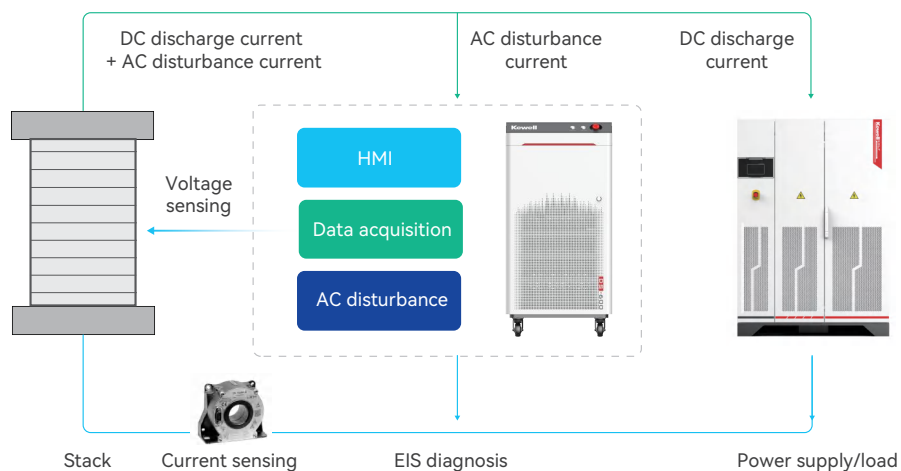 DC discharge current
+ AC disturbance current
AC disturbance
current
DC discharge
current
Kewell
Kewell
HMI
Voltage
sensing
Data acquisition
AC disturbance
Stack
Current sensing
EIS diagnosis
Power supply/load